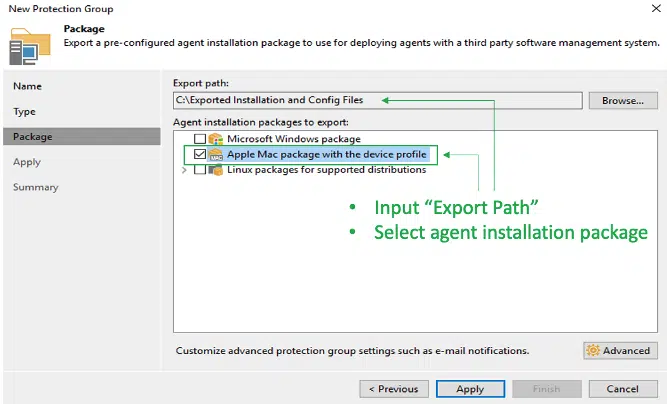 New Protection Group
Package
Export a pre-configured agent installation package to use for deploying agents with a third party software management system.
Name
Type
Package
Apply
Summary
Export path:
C:\Exported Installation and Config Files
Browse...
Agent installation packages to export:
Microsoft Windows package
Apple Mac package with the device profile
Linux packages for supported distributions
• Input “Export Path”
• Select agent installation package
Customize advanced protection group settings such as e-mail notifications.
Advanced
< Previous
Apply
Finish
Cancel